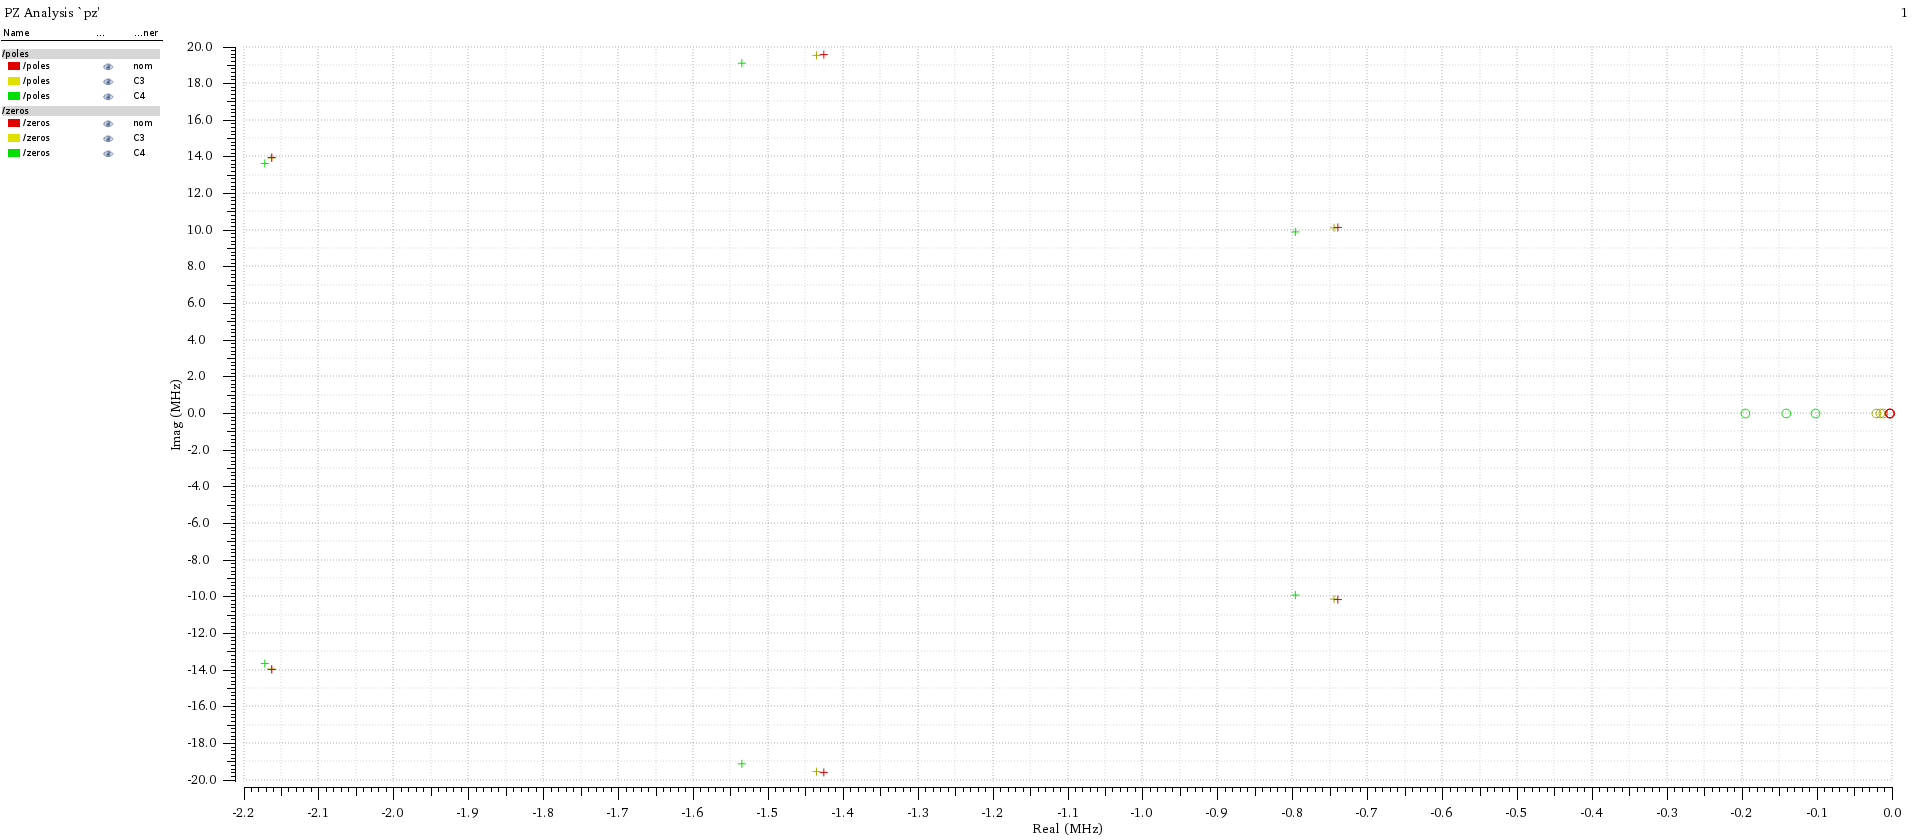 PZ Analysis `pz'
1
Name ... ...ner
/poles
/poles nom
/poles C3
/poles C4
/zeros
/zeros nom
/zeros C3
/zeros C4
20.0
18.0
16.0
14.0
12.0
10.0
8.0
6.0
4.0
2.0
0.0
-2.0
-4.0
-6.0
-8.0
-10.0
-12.0
-14.0
-16.0
-18.0
-20.0
Imag (MHz)
-2.2 -2.1 -2.0 -1.9 -1.8 -1.7 -1.6 -1.5 -1.4 -1.3 -1.2 -1.1 -1.0 -0.9 -0.8 -0.7 -0.6 -0.5 -0.4 -0.3 -0.2 -0.1 0.0
Real (MHz)